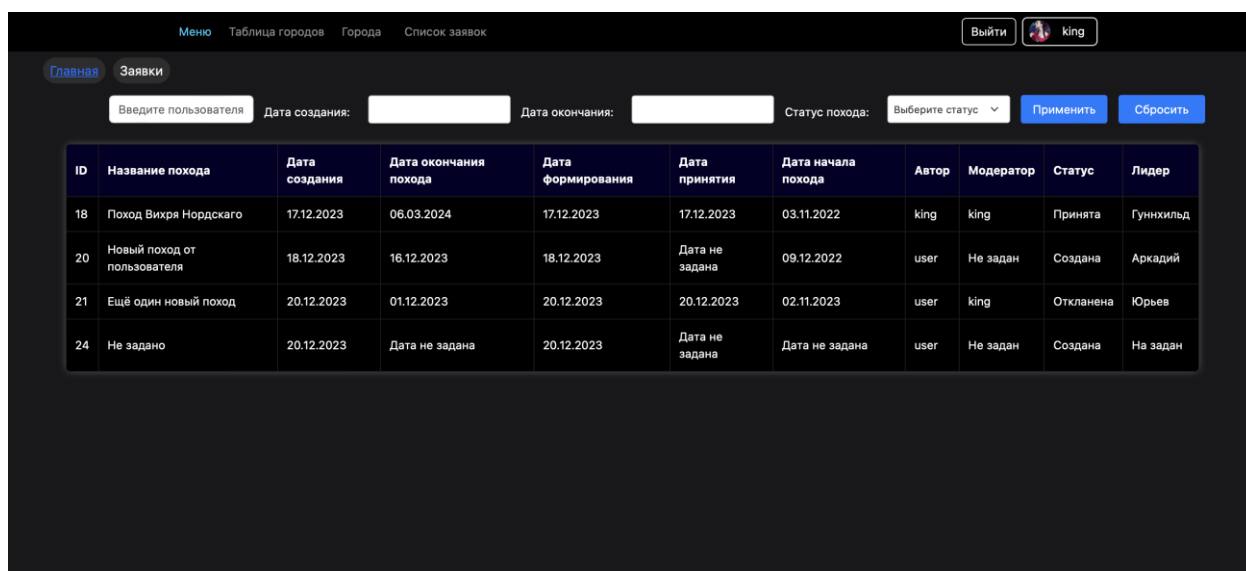 Меню Таблица городов Города Список заявок Выйти king
Главная Заявки
Введите пользователя Дата создания: Дата окончания: Статус похода: Выберите статус Применить Сбросить
ID Название похода Дата создания Дата окончания похода Дата формирования Дата принятия Дата начала похода Автор Модератор Статус Лидер
18 Поход Вихря Нордскаго 17.12.2023 06.03.2024 17.12.2023 17.12.2023 03.11.2022 king king Принята Гуннхильд
20 Новый поход от пользователя 18.12.2023 16.12.2023 18.12.2023 Дата не задана 09.12.2022 user Не задан Создана Аркадий
21 Ещё один новый поход 20.12.2023 01.12.2023 20.12.2023 20.12.2023 02.11.2023 user king Откланена Юрьев
24 Не задано 20.12.2023 Дата не задана 20.12.2023 Дата не задана Дата не задана user Не задан Создана На задан